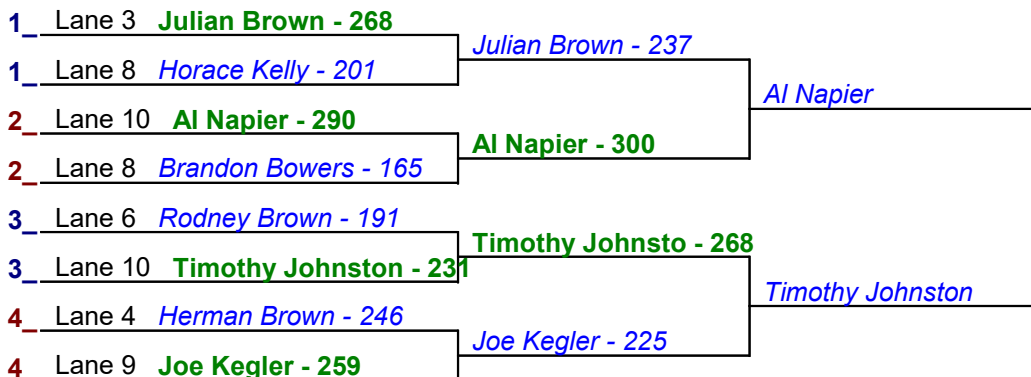 1_ Lane 3 Julian Brown - 268
Julian Brown - 237
1_ Lane 8 Horace Kelly - 201
Al Napier
2_ Lane 10 Al Napier - 290
Al Napier - 300
2_ Lane 8 Brandon Bowers - 165
3_ Lane 6 Rodney Brown - 191
Timothy Johnsto - 268
3_ Lane 10 Timothy Johnston - 231
Timothy Johnston
4_ Lane 4 Herman Brown - 246
Joe Kegler - 225
4 Lane 9 Joe Kegler - 259